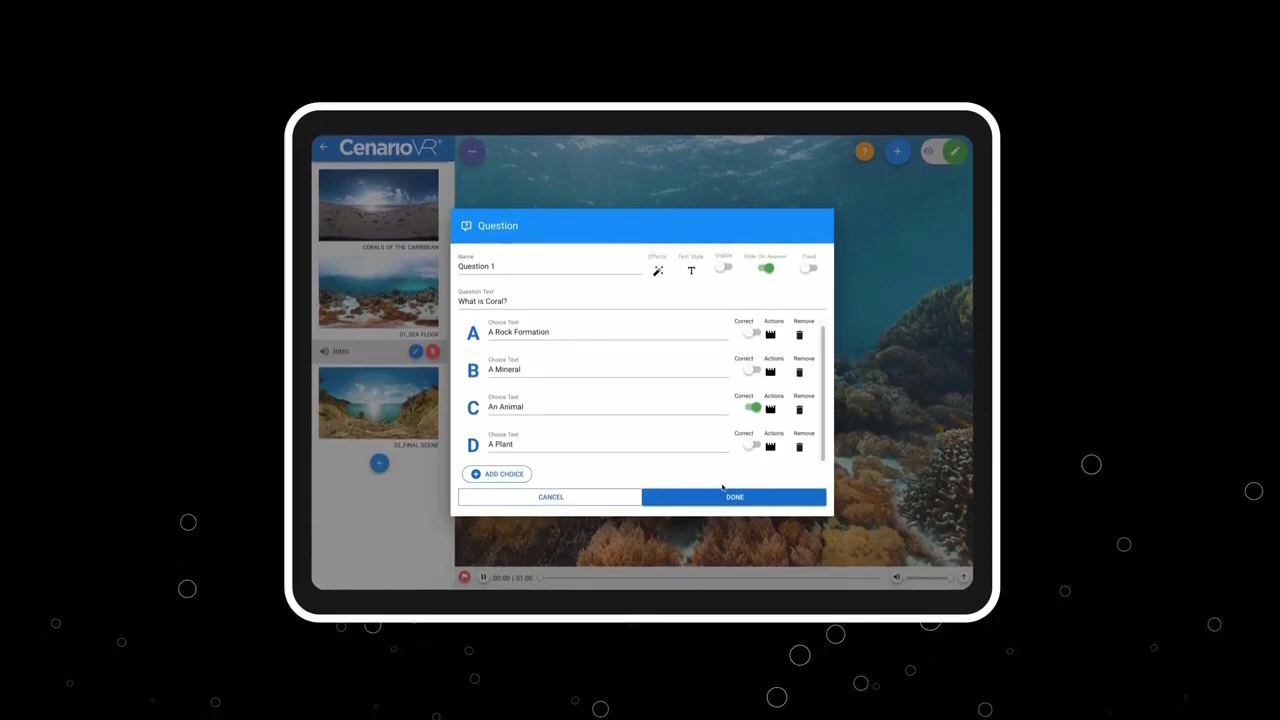 CenarioVR®
CORALS OF THE CARIBBEAN
01_SEA FLOOR
Intro
02_FINAL SCENE
Question
Name
Question 1
Effects
Text Style
Visible
Hide On Answer
Fixed
Question Text
What is Coral?
A
Choice Text
A Rock Formation
Correct
Actions
Remove
B
Choice Text
A Mineral
Correct
Actions
Remove
C
Choice Text
An Animal
Correct
Actions
Remove
D
Choice Text
A Plant
Correct
Actions
Remove
ADD CHOICE
CANCEL
DONE
00:00 | 01:00